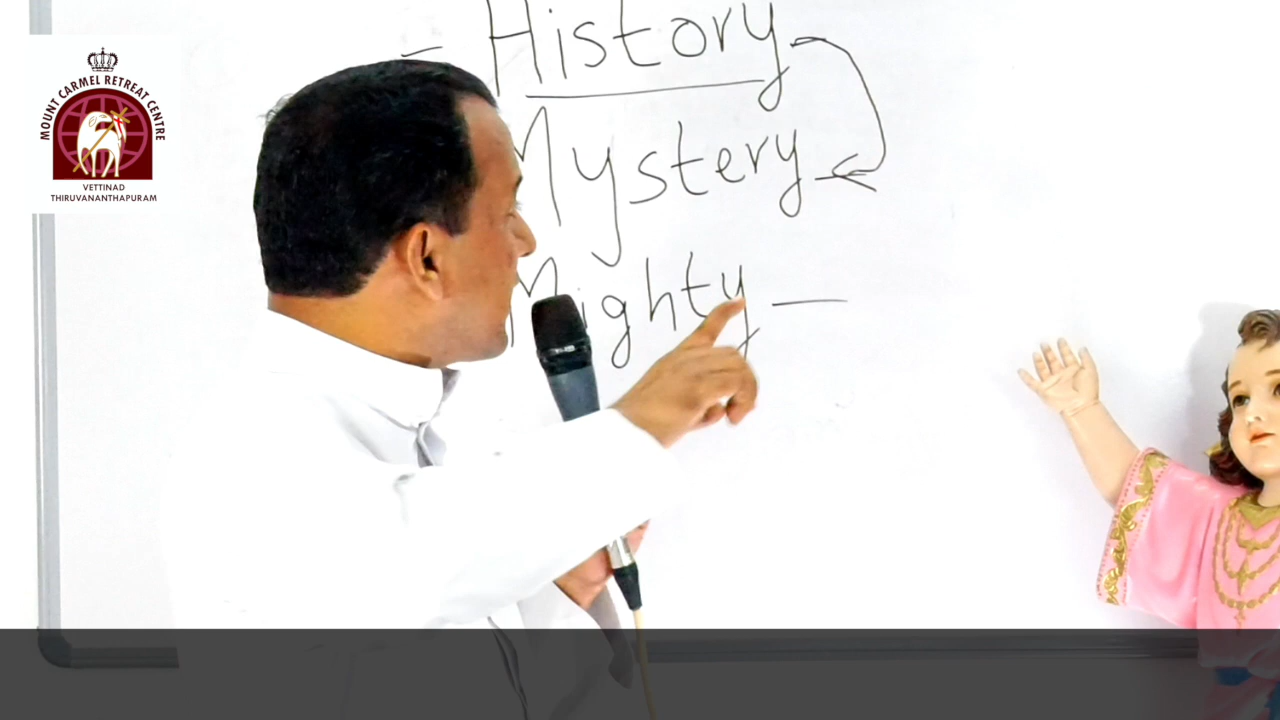 MOUNT CARMEL RETREAT CENTRE
VETTINAD
THIRUVANANTHAPURAM
- History
Mystery
Mighty —